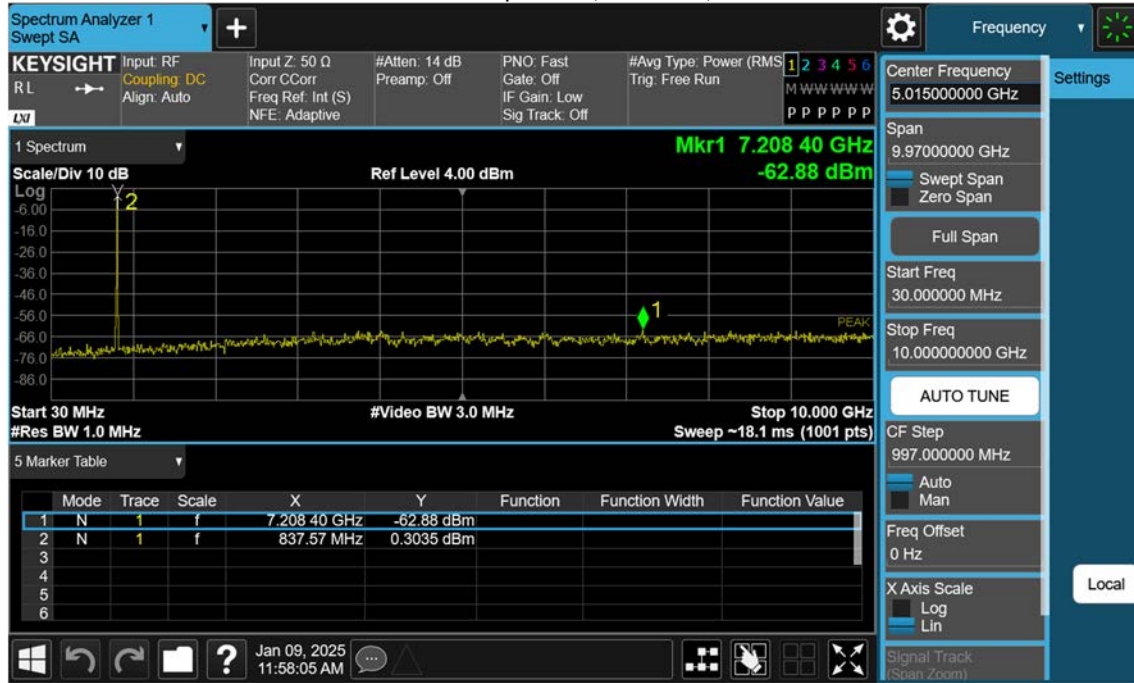 Spectrum Analyzer 1
Swept SA
+
Frequency
KEYSIGHT
RL
LXI
Input: RF
Coupling: DC
Align: Auto
Input Z: 50 Ω
Corr CCorr
Freq Ref: Int (S)
NFE: Adaptive
#Atten: 14 dB
Preamp: Off
PNO: Fast
Gate: Off
IF Gain: Low
Sig Track: Off
#Avg Type: Power (RMS
Trig: Free Run
1 2 3 4 5 6
M W W W W W
P P P P P P
1 Spectrum
Scale/Div 10 dB
Ref Level 4.00 dBm
Mkr1 7.208 40 GHz
-62.88 dBm
Log
-6.00
-16.0
-26.0
-36.0
-46.0
-56.0
-66.0
-76.0
-86.0
2
1
PEAK
Start 30 MHz
#Video BW 3.0 MHz
Stop 10.000 GHz
#Res BW 1.0 MHz
Sweep ~18.1 ms (1001 pts)
5 Marker Table
Mode Trace Scale X Y Function Function Width Function Value
1 N 1 f 7.208 40 GHz -62.88 dBm
2 N 1 f 837.57 MHz 0.3035 dBm
3
4
5
6
Jan 09, 2025
11:58:05 AM
?
Center Frequency
5.015000000 GHz
Settings
Span
9.97000000 GHz
Swept Span
Zero Span
Full Span
Start Freq
30.000000 MHz
Stop Freq
10.000000000 GHz
AUTO TUNE
CF Step
997.000000 MHz
Auto
Man
Freq Offset
0 Hz
X Axis Scale
Log
Lin
Local
Signal Track
(Span Zoom)